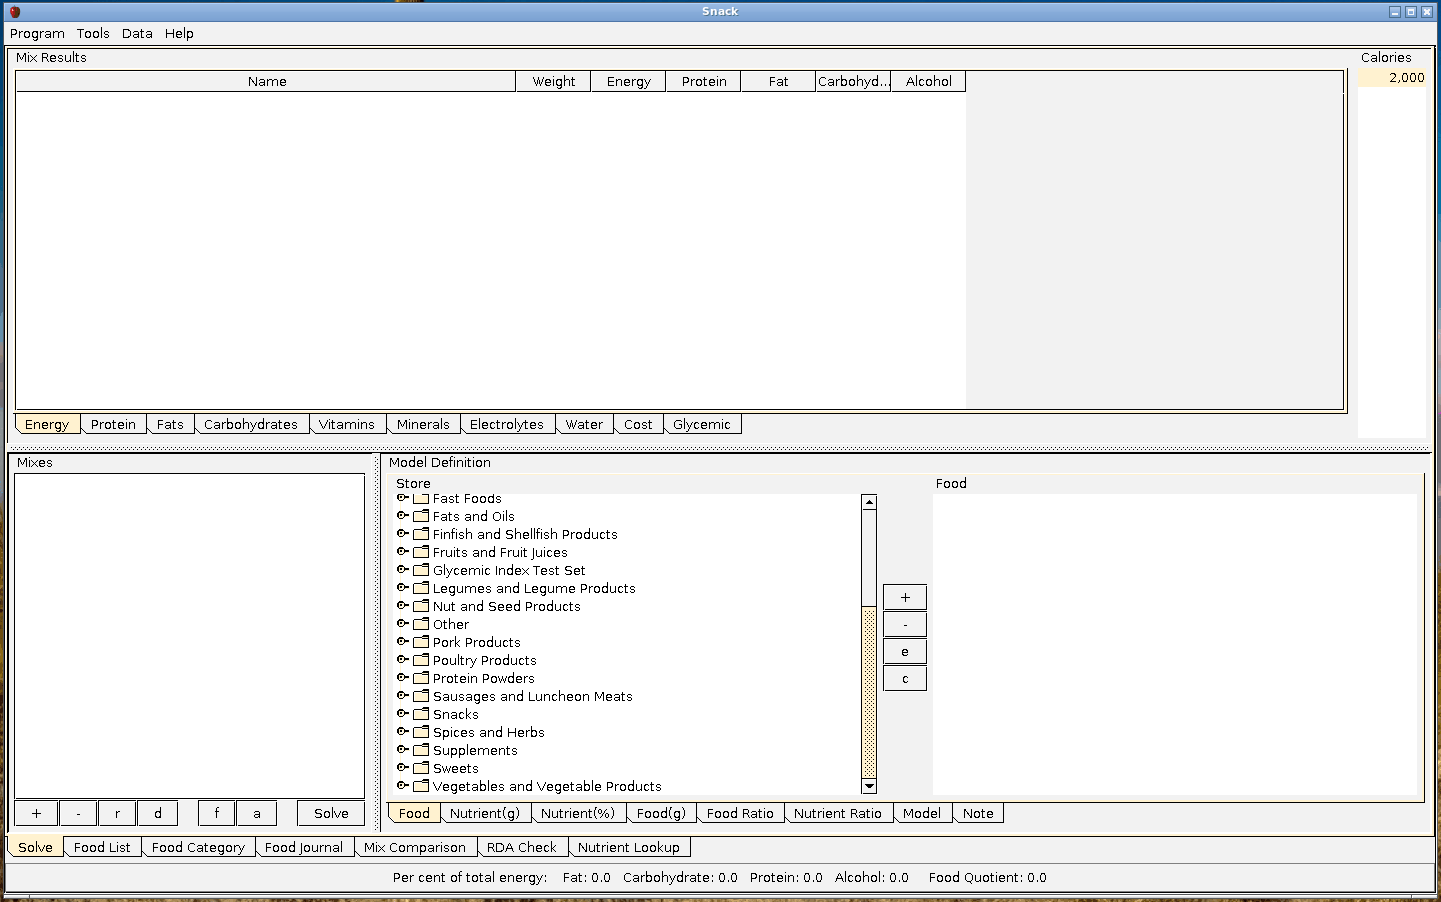 Snack
Program Tools Data Help
Mix Results
Calories
2,000
Name Weight Energy Protein Fat Carbohyd... Alcohol
Energy Protein Fats Carbohydrates Vitamins Minerals Electrolytes Water Cost Glycemic
Mixes
+ - r d f a Solve
Model Definition
Store
Fast Foods
Fats and Oils
Finfish and Shellfish Products
Fruits and Fruit Juices
Glycemic Index Test Set
Legumes and Legume Products
Nut and Seed Products
Other
Pork Products
Poultry Products
Protein Powders
Sausages and Luncheon Meats
Snacks
Spices and Herbs
Supplements
Sweets
Vegetables and Vegetable Products
+
-
e
c
Food
Food Nutrient(g) Nutrient(%) Food(g) Food Ratio Nutrient Ratio Model Note
Solve Food List Food Category Food Journal Mix Comparison RDA Check Nutrient Lookup
Per cent of total energy: Fat: 0.0 Carbohydrate: 0.0 Protein: 0.0 Alcohol: 0.0 Food Quotient: 0.0